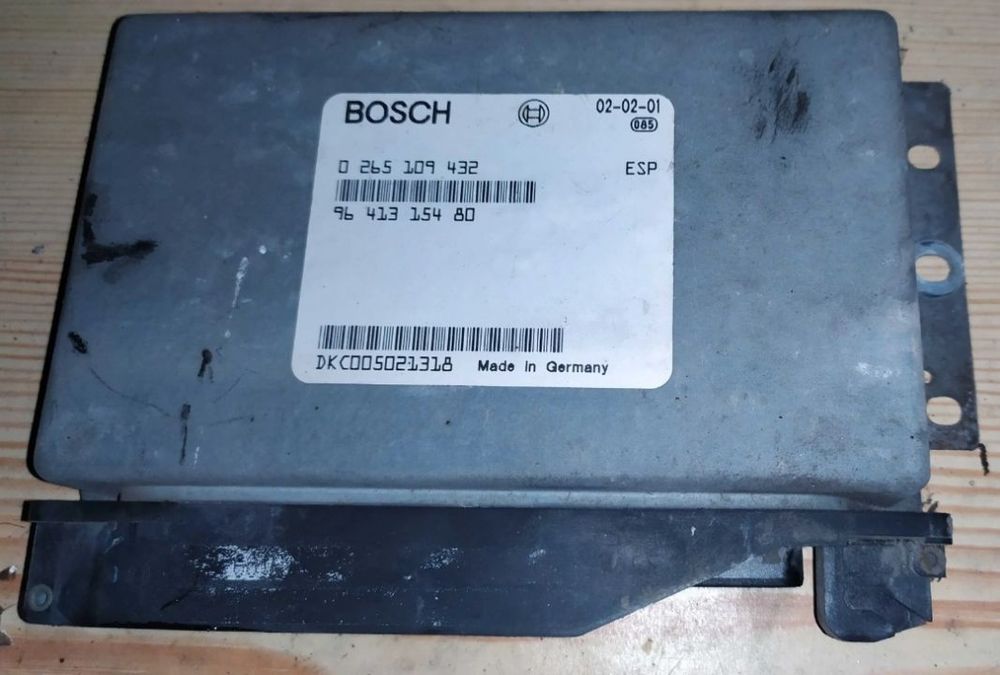 BOSCH 02-02-01
085
0 265 109 432 ESP
96 413 154 80
DKC005021318 Made in Germany